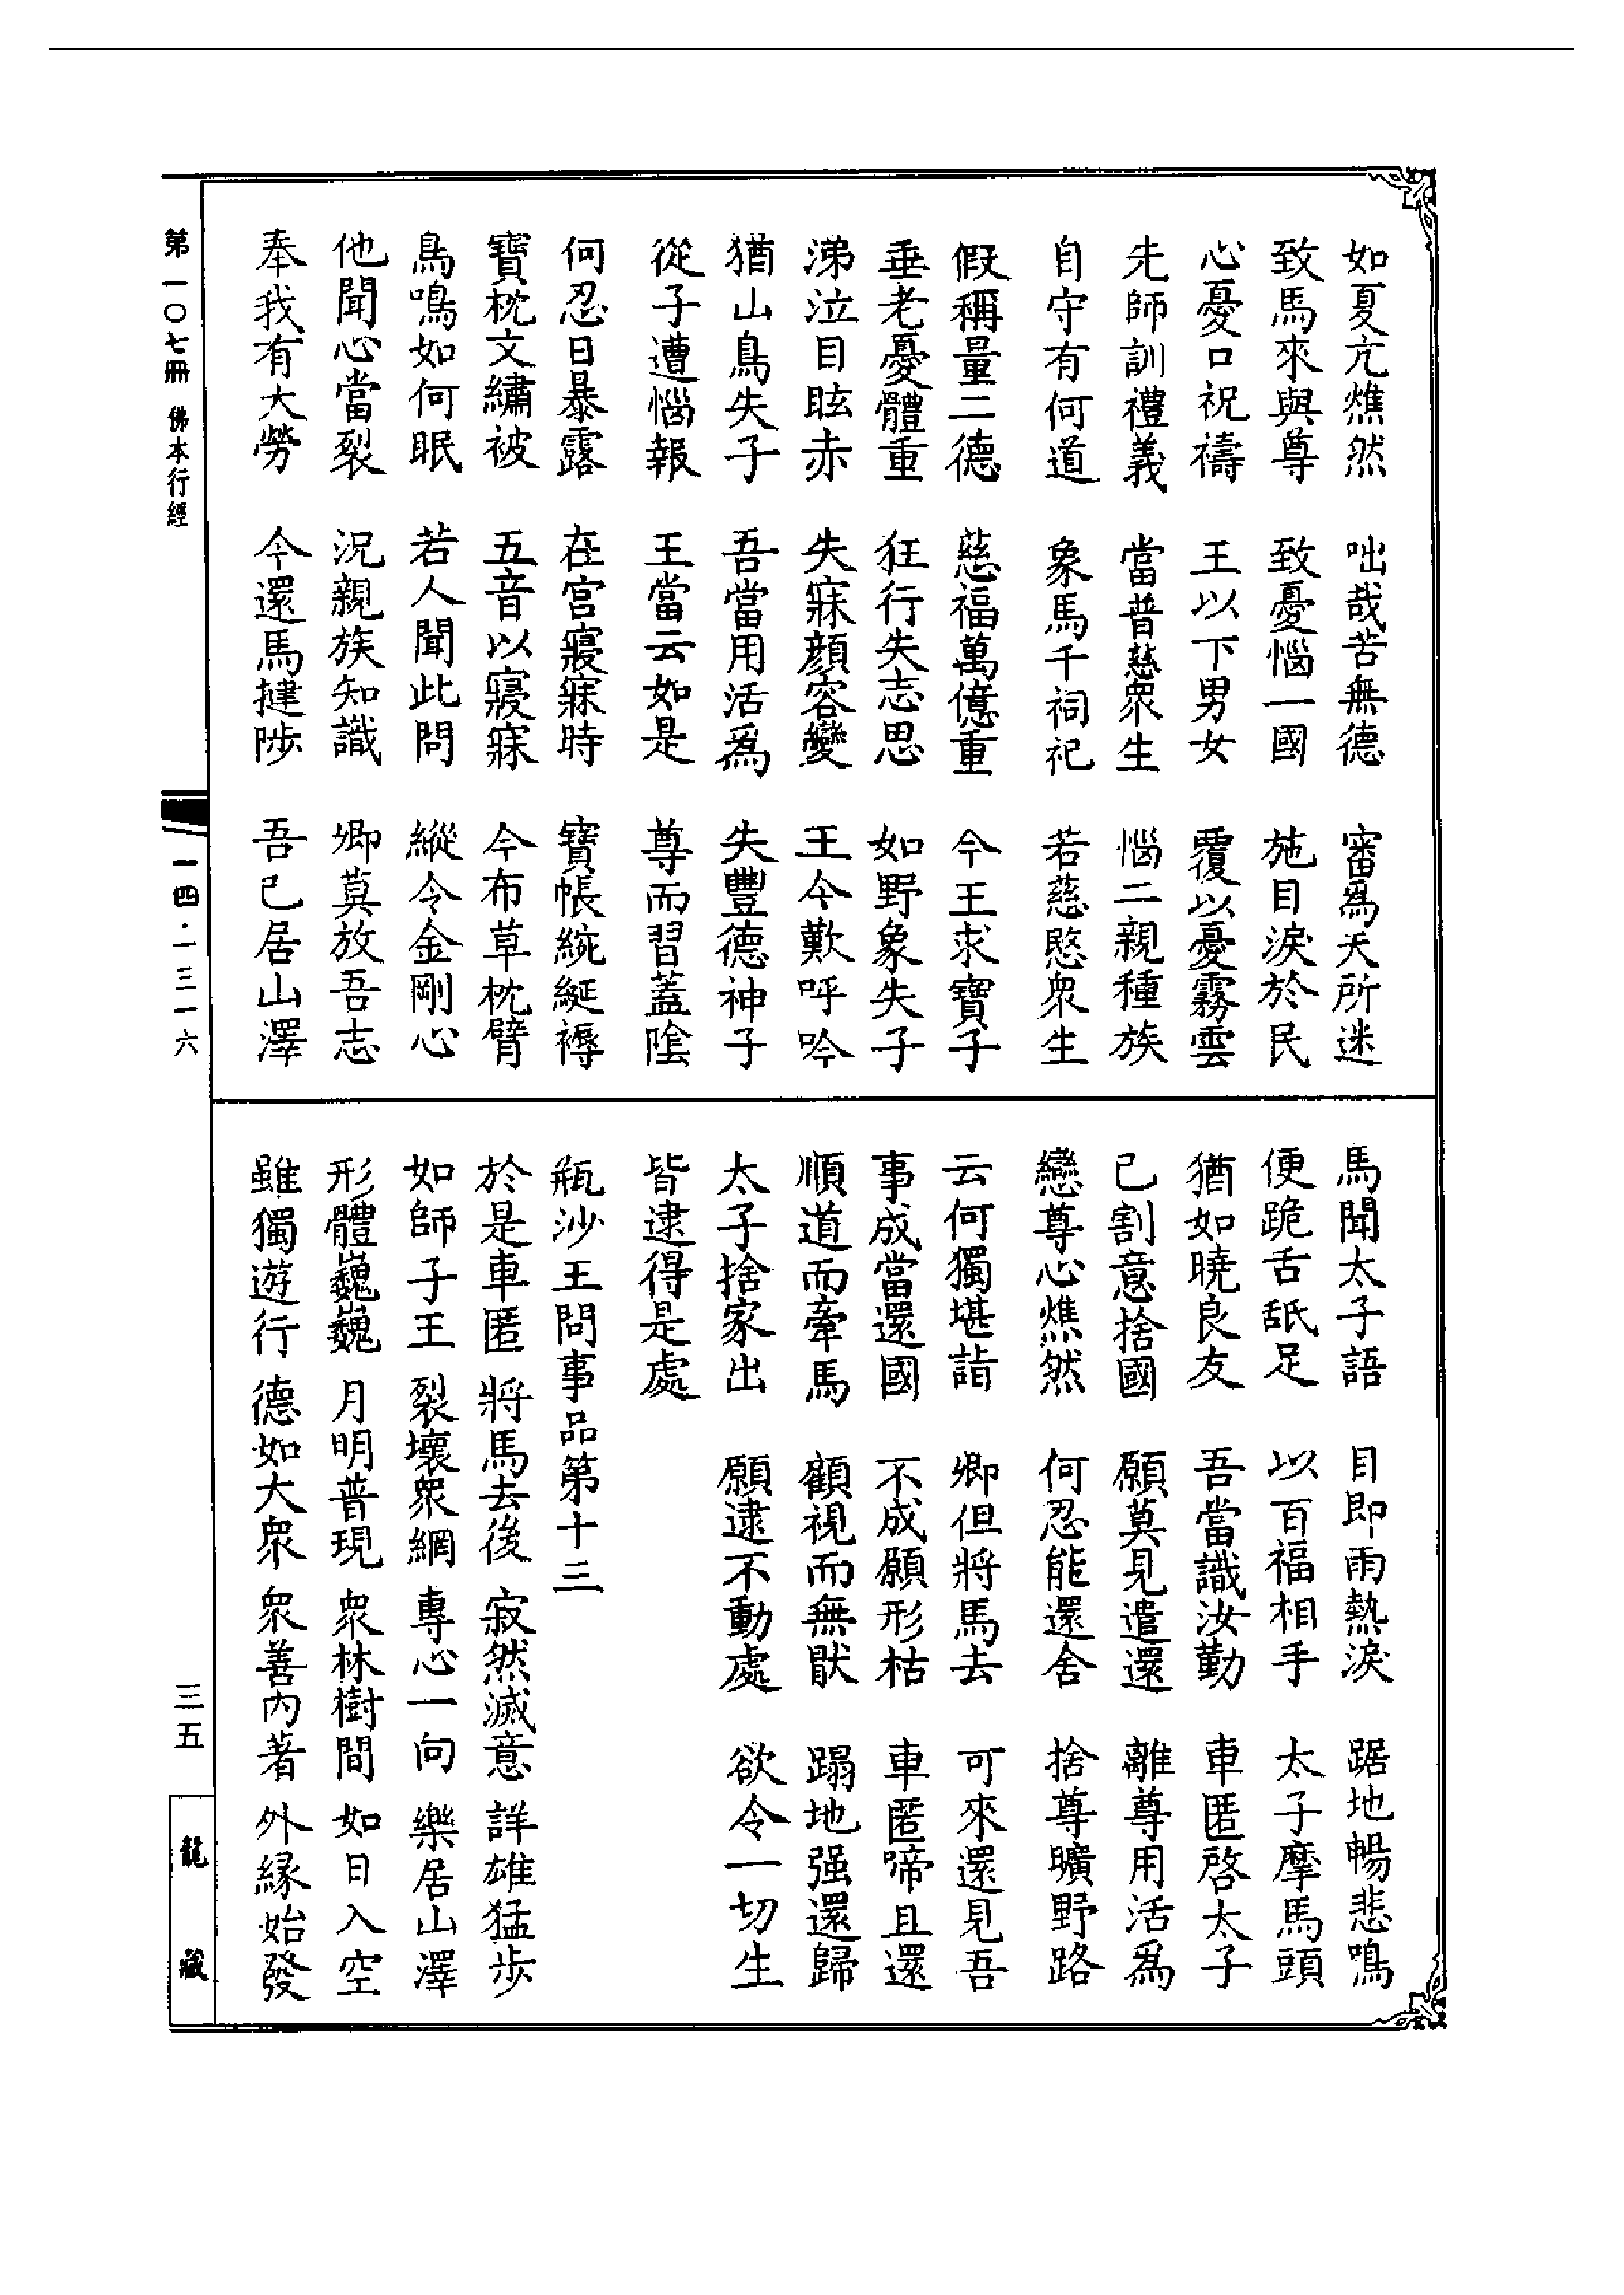 如夏亢燋然　咄哉苦無德　審爲天所迷
致馬來與尊　致憂惱一國　施目淚於民
心憂口祝禱　王以下男女　覆以憂霧雲
先師訓禮義　當普慈衆生　惱二親種族
自守有何道　象馬千祠祀　若慈愍衆生
假稱量二德　慈福萬億重　今王求寶子
垂老憂體重　狂行失志思　如野象失子
涕泣目眩赤　失寐顏容變　王今歎呼吟
猶山鳥失子　吾當用活爲　失豐德神子
從子遭惱報　王當云如是　尊而習蓋陰
何忍日暴露　在宮寢寐時　寶帳綩綖褥
寶枕文繡被　五音以寢寐　今布草枕臂
鳥鳴如何眠　若人聞此問　縱令金剛心
他聞心當裂　況親族知識　卿莫放吾志
奉我有大勞　今還馬揵陟　吾已居山澤
馬聞太子語　目即雨熱淚　踞地暢悲鳴
便跪舌舐足　以百福相手　太子摩馬頭
猶如曉良友　吾當識汝勤　車匿啓太子
已割意捨國　願莫見遣還　離尊用活爲
戀尊心燋然　何忍能還舍　捨尊曠野路
云何獨堪詣　卿但將馬去　可來還見吾
事成當還國　不成願形枯　車匿啼且還
順道而牽馬　顧視而無猒　蹋地强還歸
太子捨家出　願逮不動處　欲令一切生
皆逮得是處
瓶沙王問事品第十三
於是車匿　將馬去後　寂然滅意　詳雄猛步
如師子王　裂壞衆網　專心一向　樂居山澤
形體巍巍　月明普現　衆林樹間　如日入空
雖獨遊行　德如大衆　衆善內著　外緣始發
第一〇七冊　佛本行經
一四·一三一六
三五
龍藏